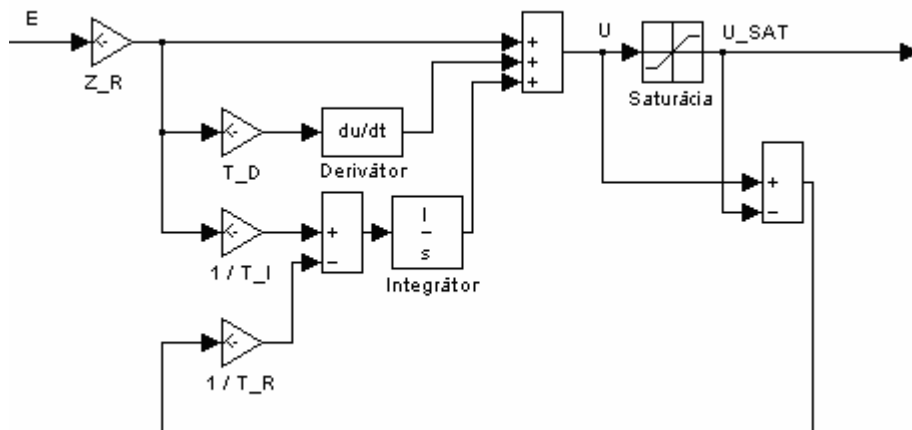 E
U
U_SAT
Z_R
+
+
+
Saturácia
T_D
du/dt
Derivátor
+
−
1 / T_I
+
−
1
s
Integrátor
1 / T_R